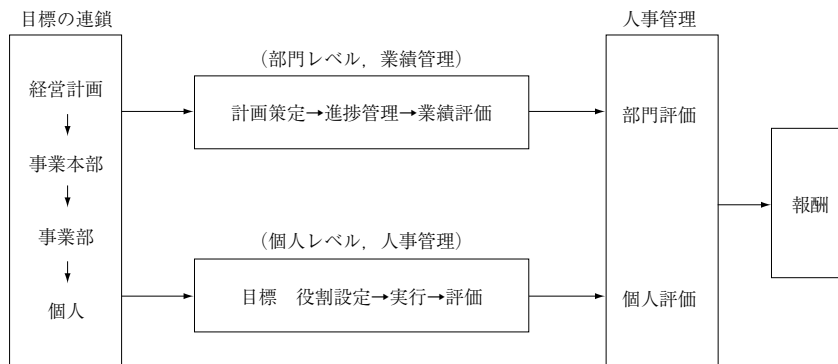 目標の連鎖
経営計画
↓
事業本部
↓
事業部
↓
個人
(部門レベル,業績管理)
計画策定→進捗管理→業績評価
(個人レベル,人事管理)
目標 役割設定→実行→評価
人事管理
部門評価
個人評価
報酬